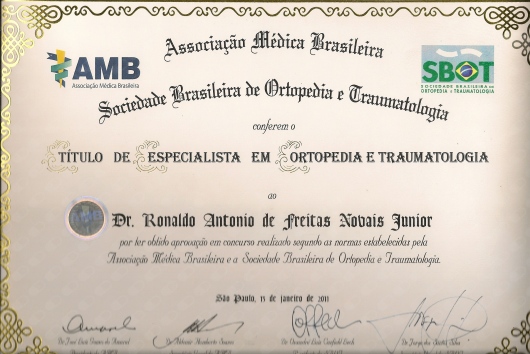 Associação Médica Brasileira
AMB
Associação Médica Brasileira
SBOT
SOCIEDADE BRASILEIRA DE
ORTOPEDIA E TRAUMATOLOGIA
Sociedade Brasileira de Ortopedia e Traumatologia
conferem o
TÍTULO DE ESPECIALISTA EM ORTOPEDIA E TRAUMATOLOGIA
ao
Dr. Ronaldo Antonio de Freitas Novais Junior
por ter obtido aprovação em concurso realizado segundo as normas estabelecidas pela
Associação Médica Brasileira e a Sociedade Brasileira de Ortopedia e Traumatologia.
São Paulo, 15 de janeiro de 2011